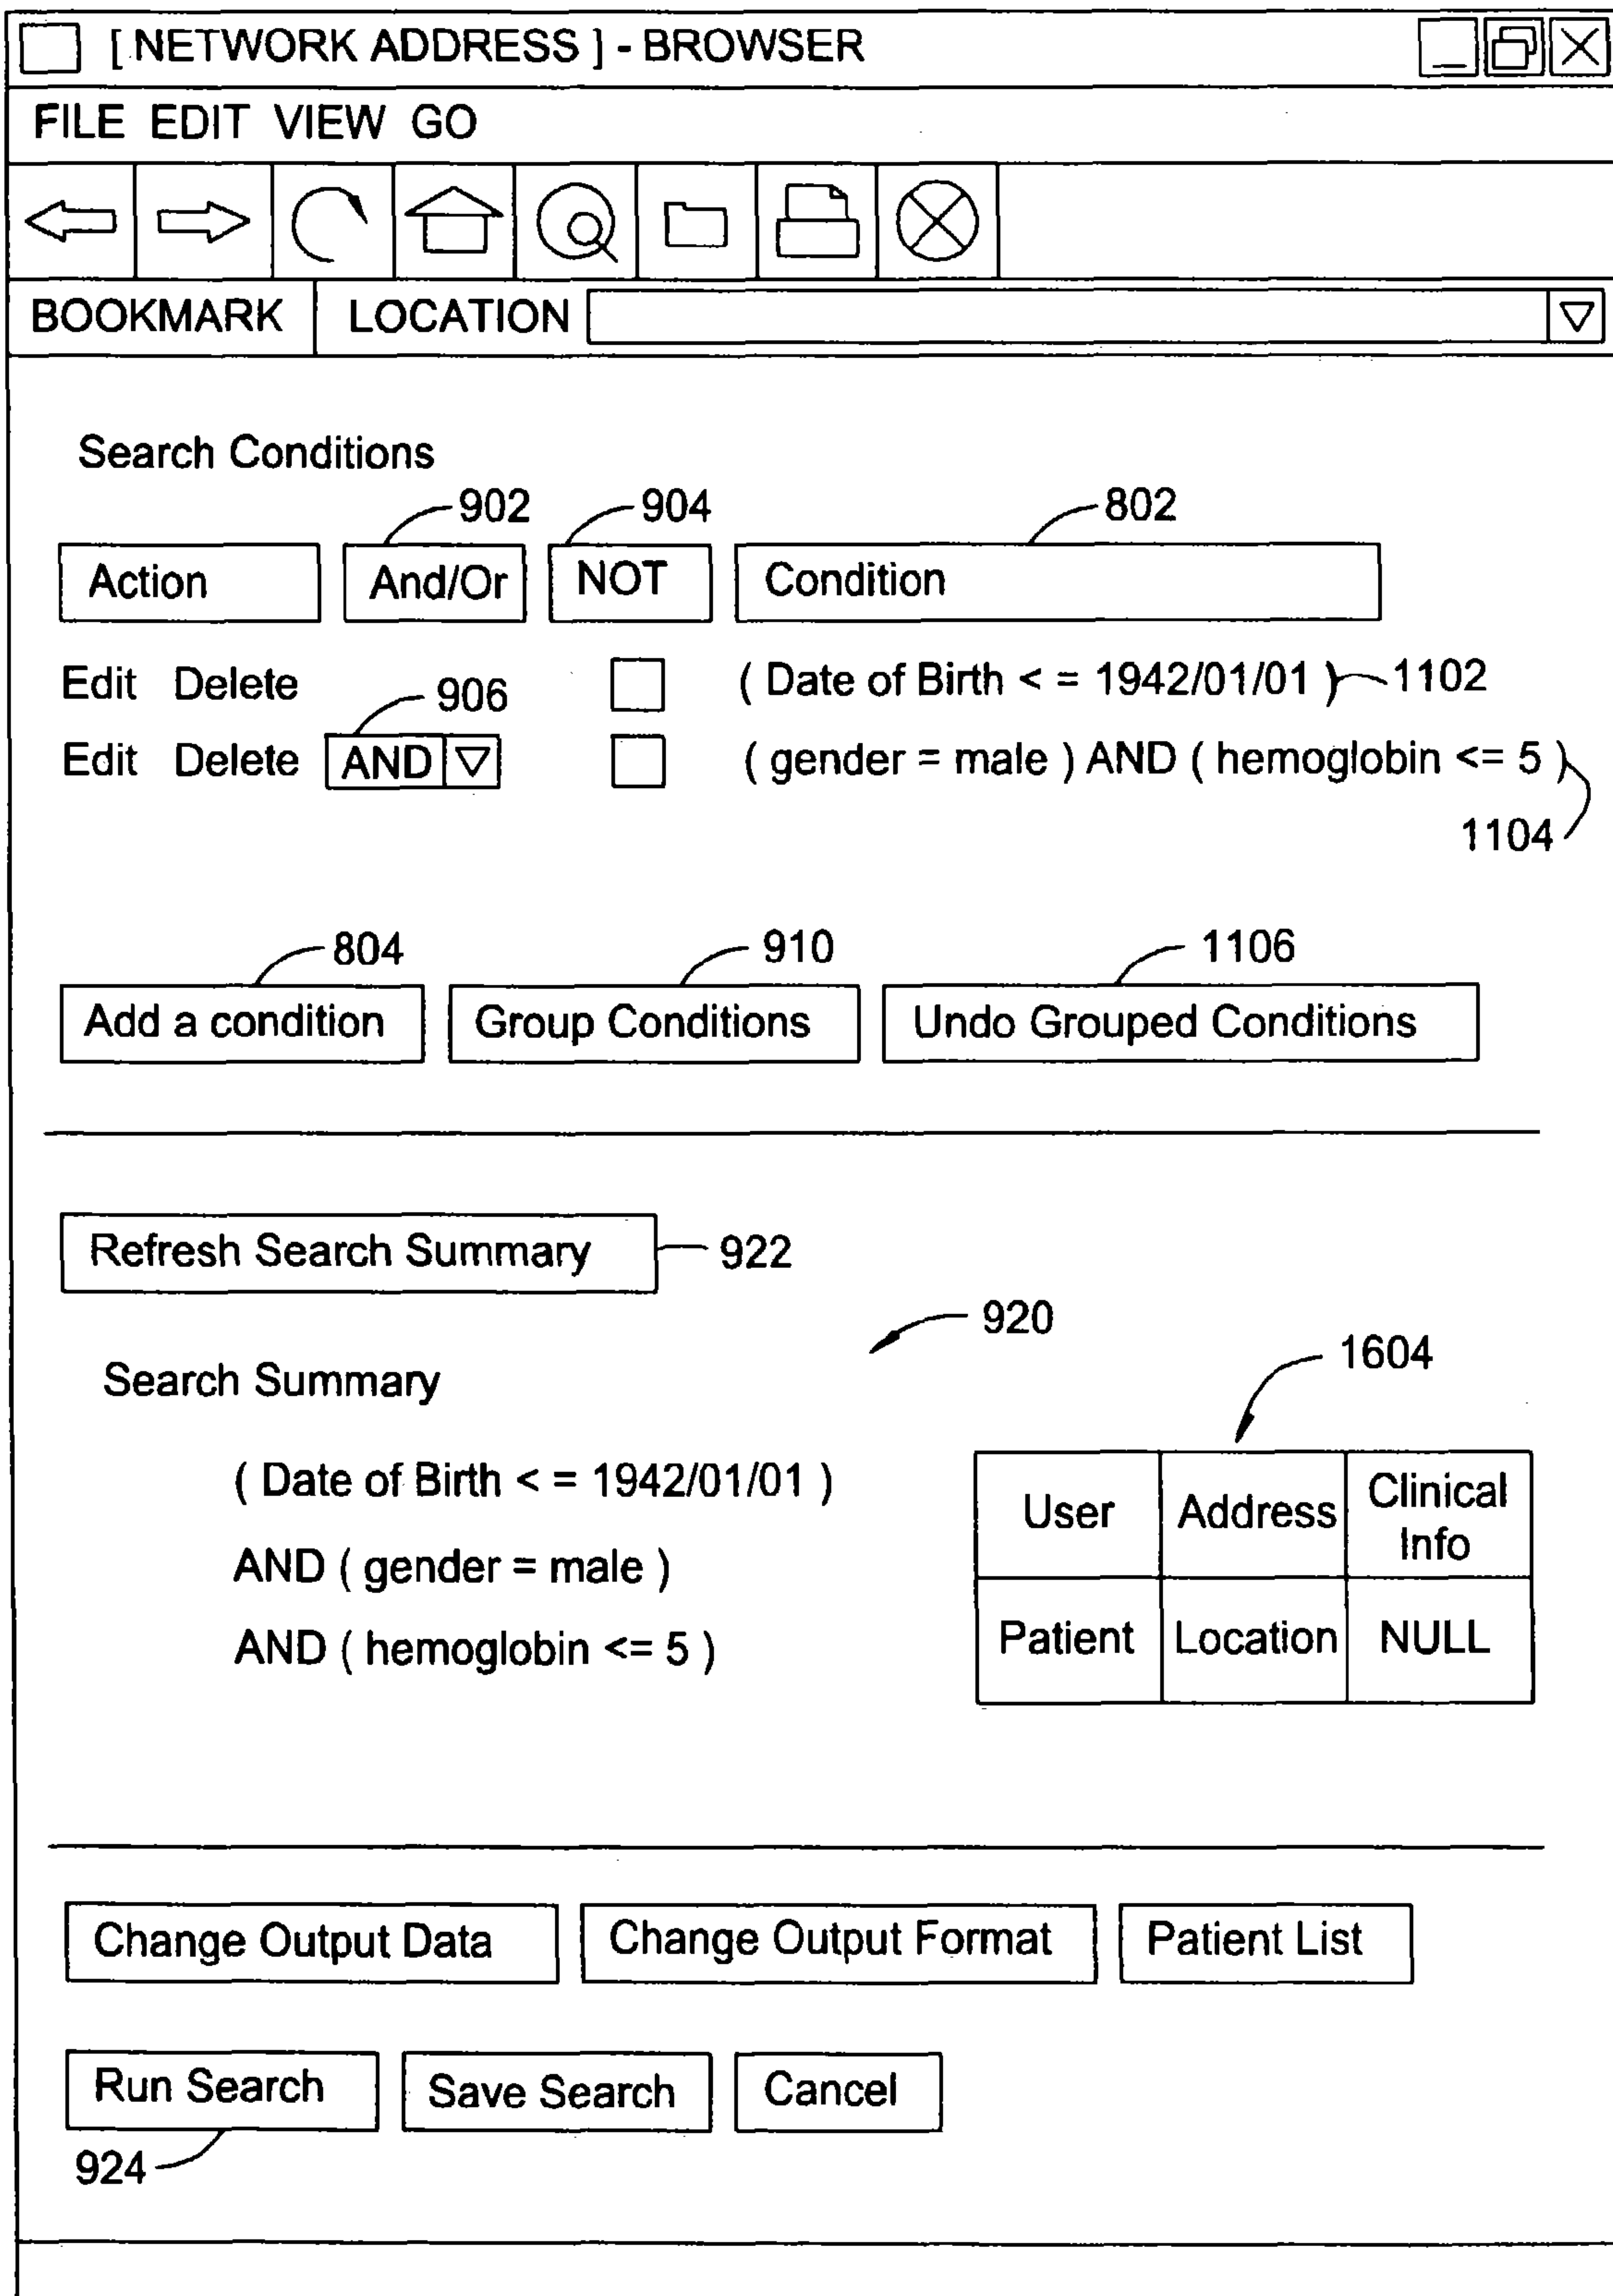 [ NETWORK ADDRESS ] - BROWSER
FILE EDIT VIEW GO
BOOKMARK LOCATION
Search Conditions
902 904 802
Action And/Or NOT Condition
Edit Delete ( Date of Birth < = 1942/01/01 ) 1102
906
Edit Delete AND ( gender = male ) AND ( hemoglobin <= 5 )
1104
804 910 1106
Add a condition Group Conditions Undo Grouped Conditions
Refresh Search Summary 922
920
1604
Search Summary
( Date of Birth < = 1942/01/01 )
AND ( gender = male )
AND ( hemoglobin <= 5 )
User Address Clinical Info
Patient Location NULL
Change Output Data Change Output Format Patient List
Run Search Save Search Cancel
924